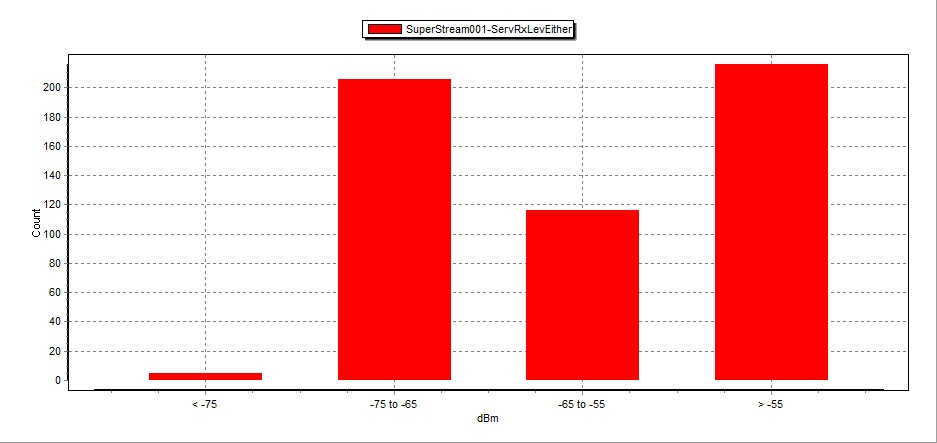 SuperStream001-ServRxLevEither
200
180
160
140
120
100
80
60
40
20
0
Count
< -75
-75 to -65
-65 to -55
> -55
dBm